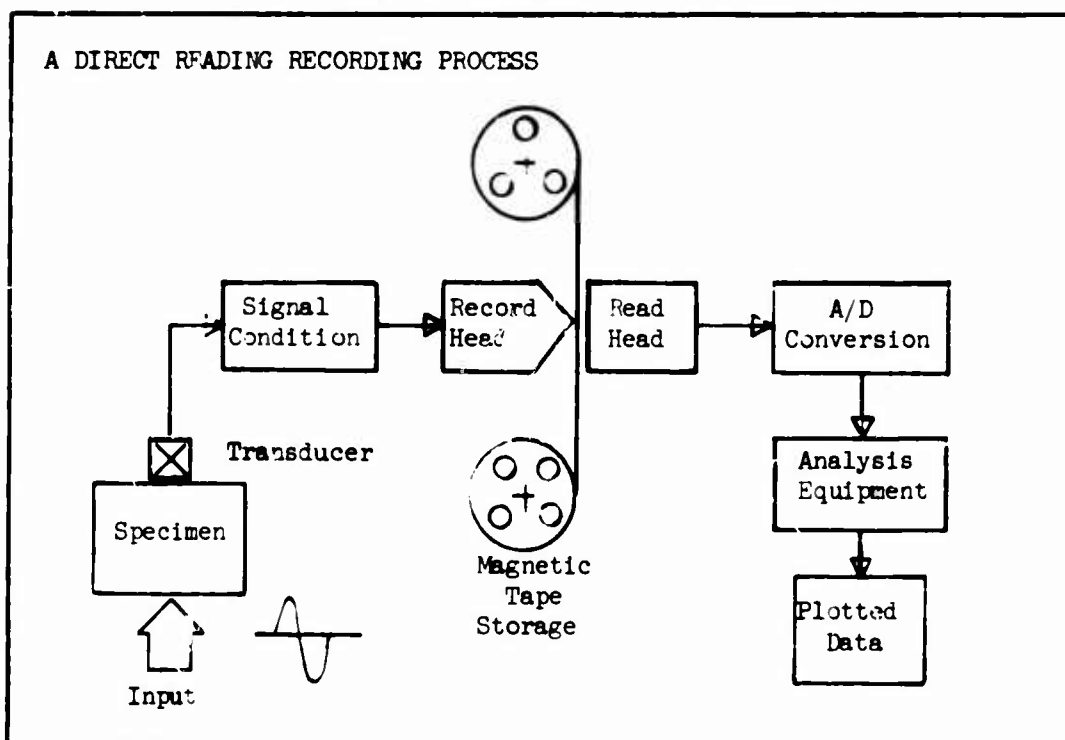 A DIRECT READING RECORDING PROCESS
Signal
Condition
Record
Head
Read
Head
A/D
Conversion
Transducer
Specimen
Analysis
Equipment
Magnetic
Tape
Storage
Plotted
Data
Input